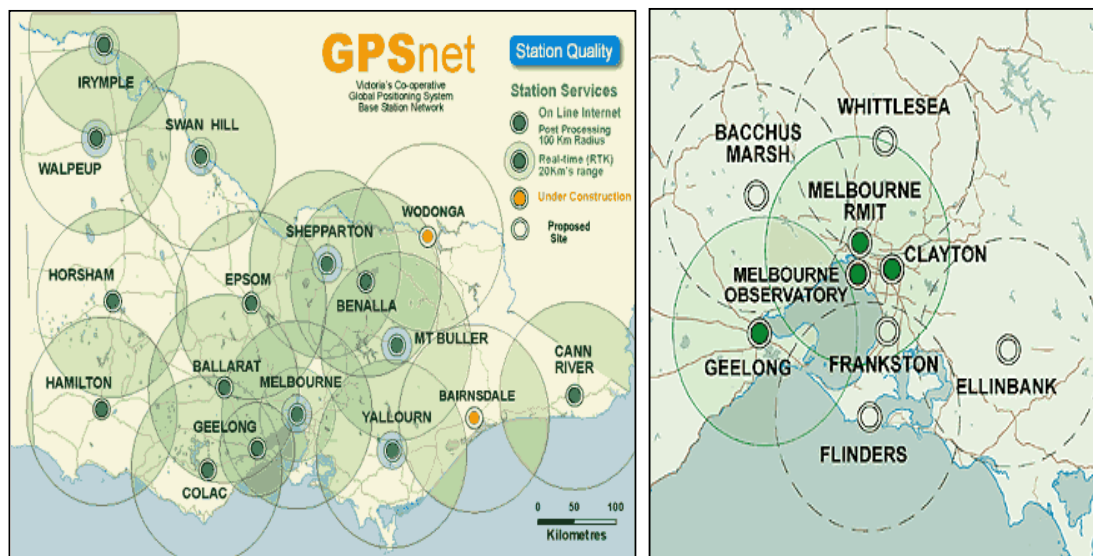 GPSnet
Victoria's Co-operative
Global Positioning System
Base Station Network
Station Quality
Station Services
On Line Internet
Post Processing
100 Km Radius
Real-time (RTK)
20Km's range
Under Construction
Proposed
Site
IRYMPLE
SWAN HILL
WALPEUP
WODONGA
SHEPPARTON
HORSHAM
EPSOM
BENALLA
MT BULLER
BALLARAT
CANN
RIVER
HAMILTON
MELBOURNE
BAIRNSDALE
GEELONG
YALLOURN
COLAC
0 50 100
Kilometres
WHITTLESEA
BACCHUS
MARSH
MELBOURNE
RMIT
CLAYTON
MELBOURNE
OBSERVATORY
GEELONG
FRANKSTON
ELLINBANK
FLINDERS